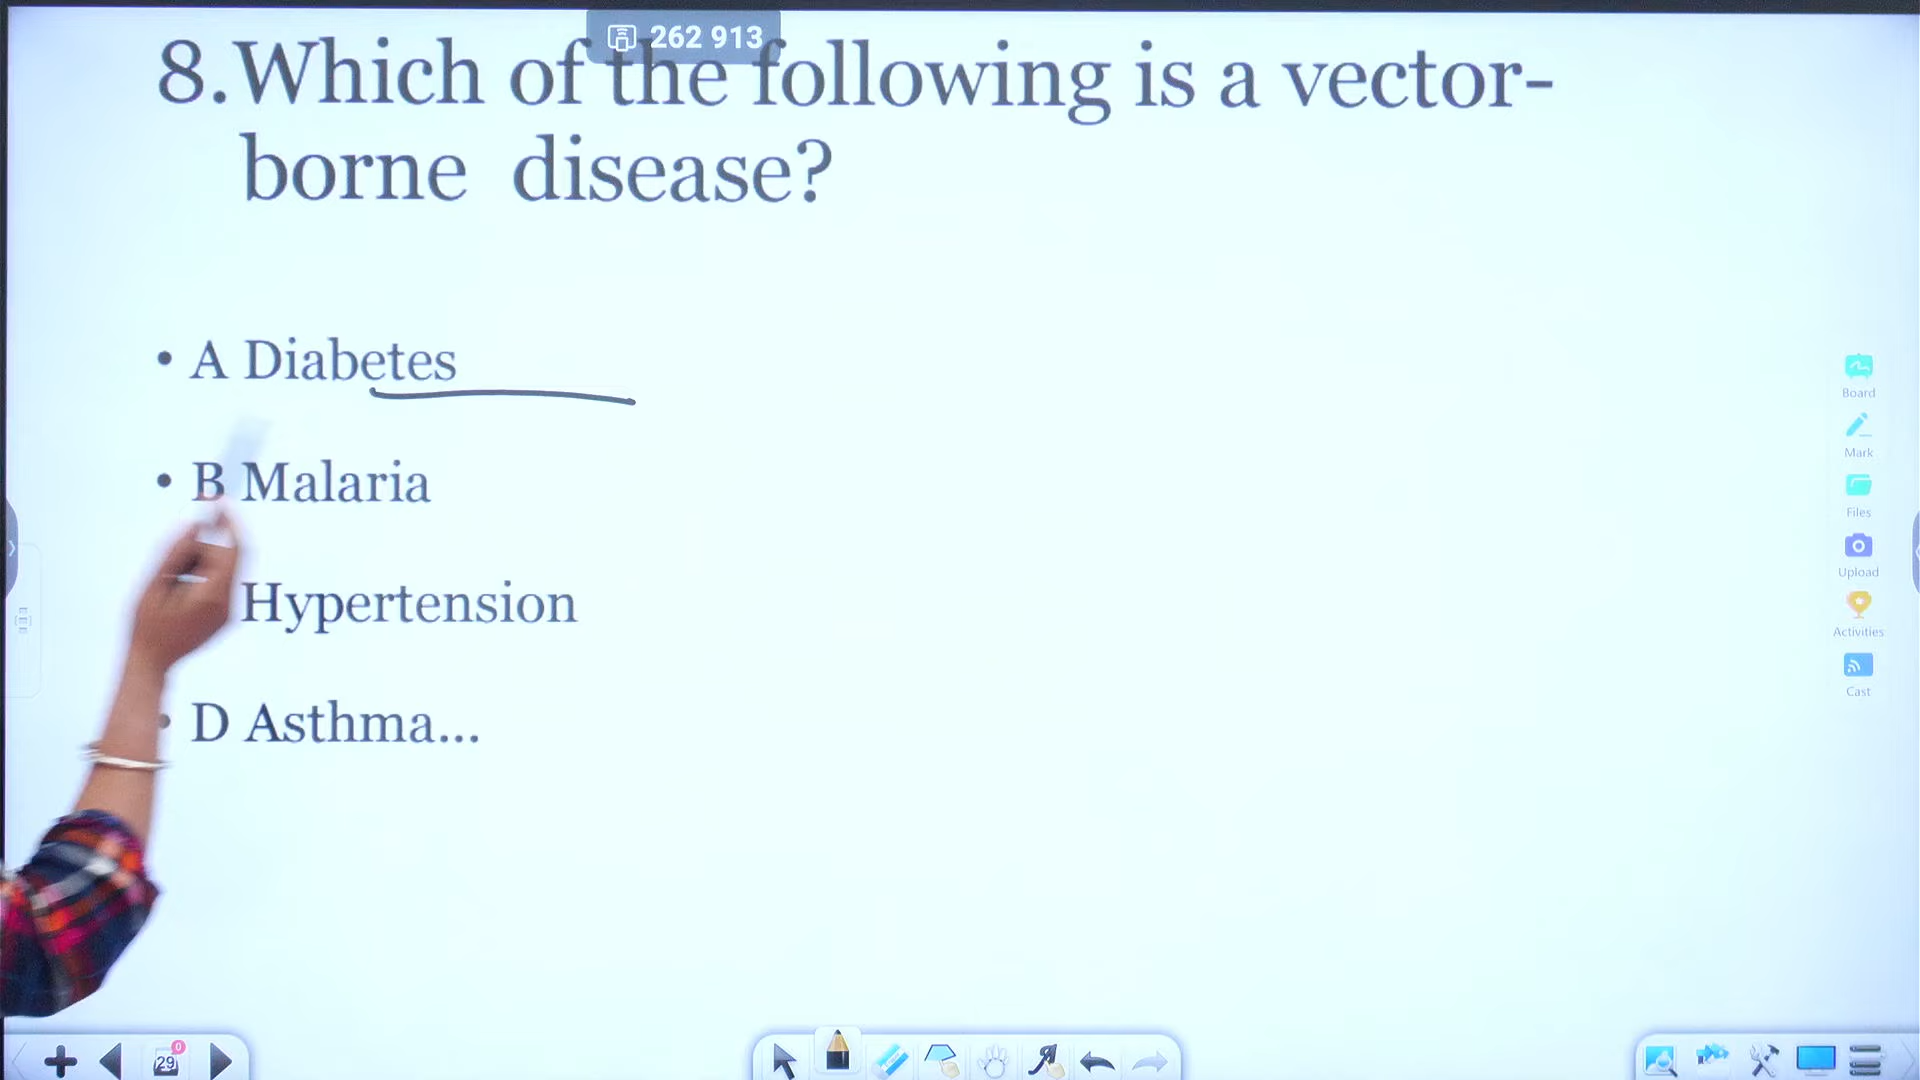 262 913
8.Which of the following is a vector-
borne disease?
• A Diabetes
• B Malaria
Hypertension
• D Asthma...
Board
Mark
Files
Upload
Activities
Cast
29
0